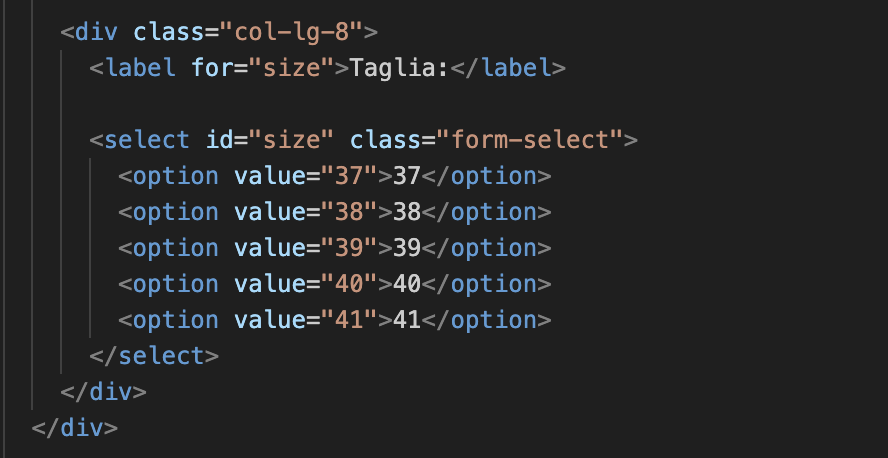 <div class="col-lg-8">
<label for="size">Taglia:</label>
<select id="size" class="form-select">
<option value="37">37</option>
<option value="38">38</option>
<option value="39">39</option>
<option value="40">40</option>
<option value="41">41</option>
</select>
</div>
</div>